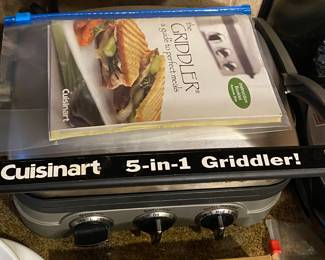 the
GRIDDLER®
a guide to perfect meals
Cuisinart
Cuisinart 5-in-1 Griddler!